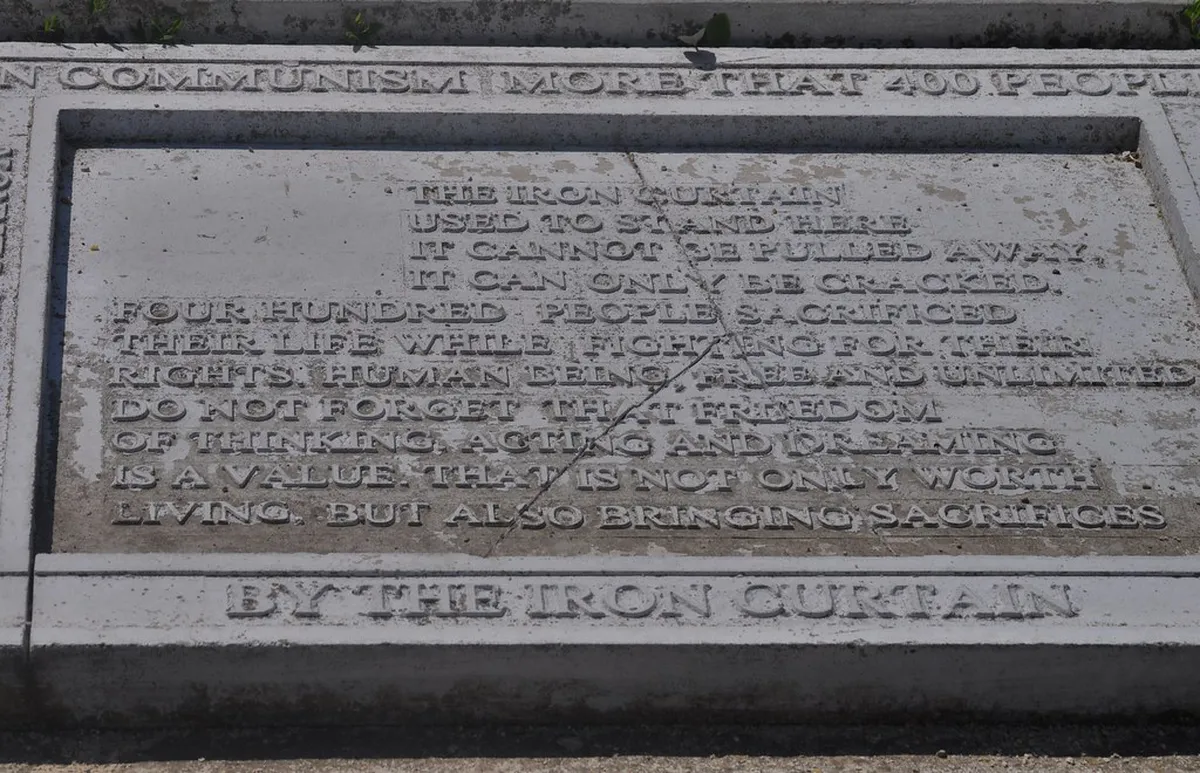 N COMMUNISM MORE THAT 400 PEOPL
THE IRON CURTAIN
USED TO STAND HERE
IT CANNOT BE PULLED AWAY
IT CAN ONLY BE CRACKED.
FOUR HUNDRED PEOPLE SACRIFICED
THEIR LIFE WHILE FIGHTING FOR THEIR
RIGHTS. HUMAN BEING, FREE AND UNLIMITED
DO NOT FORGET THAT FREEDOM
OF THINKING, ACTING AND DREAMING
IS A VALUE, THAT IS NOT ONLY WORTH
LIVING, BUT ALSO BRINGING SACRIFICES
BY THE IRON CURTAIN